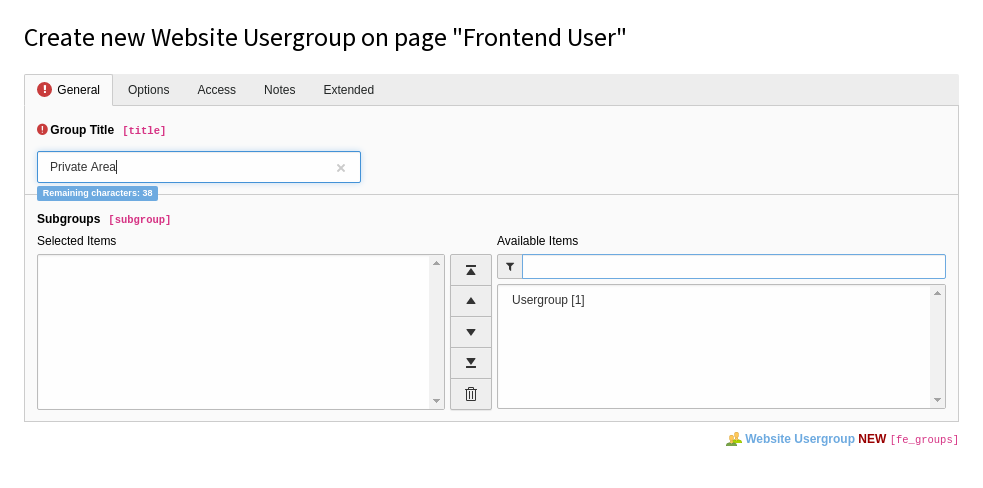 Create new Website Usergroup on page "Frontend User"
General Options Access Notes Extended
Group Title [title]
Private Area
Remaining characters: 38
Subgroups [subgroup]
Selected Items Available Items
Usergroup [1]
Website Usergroup NEW [fe_groups]